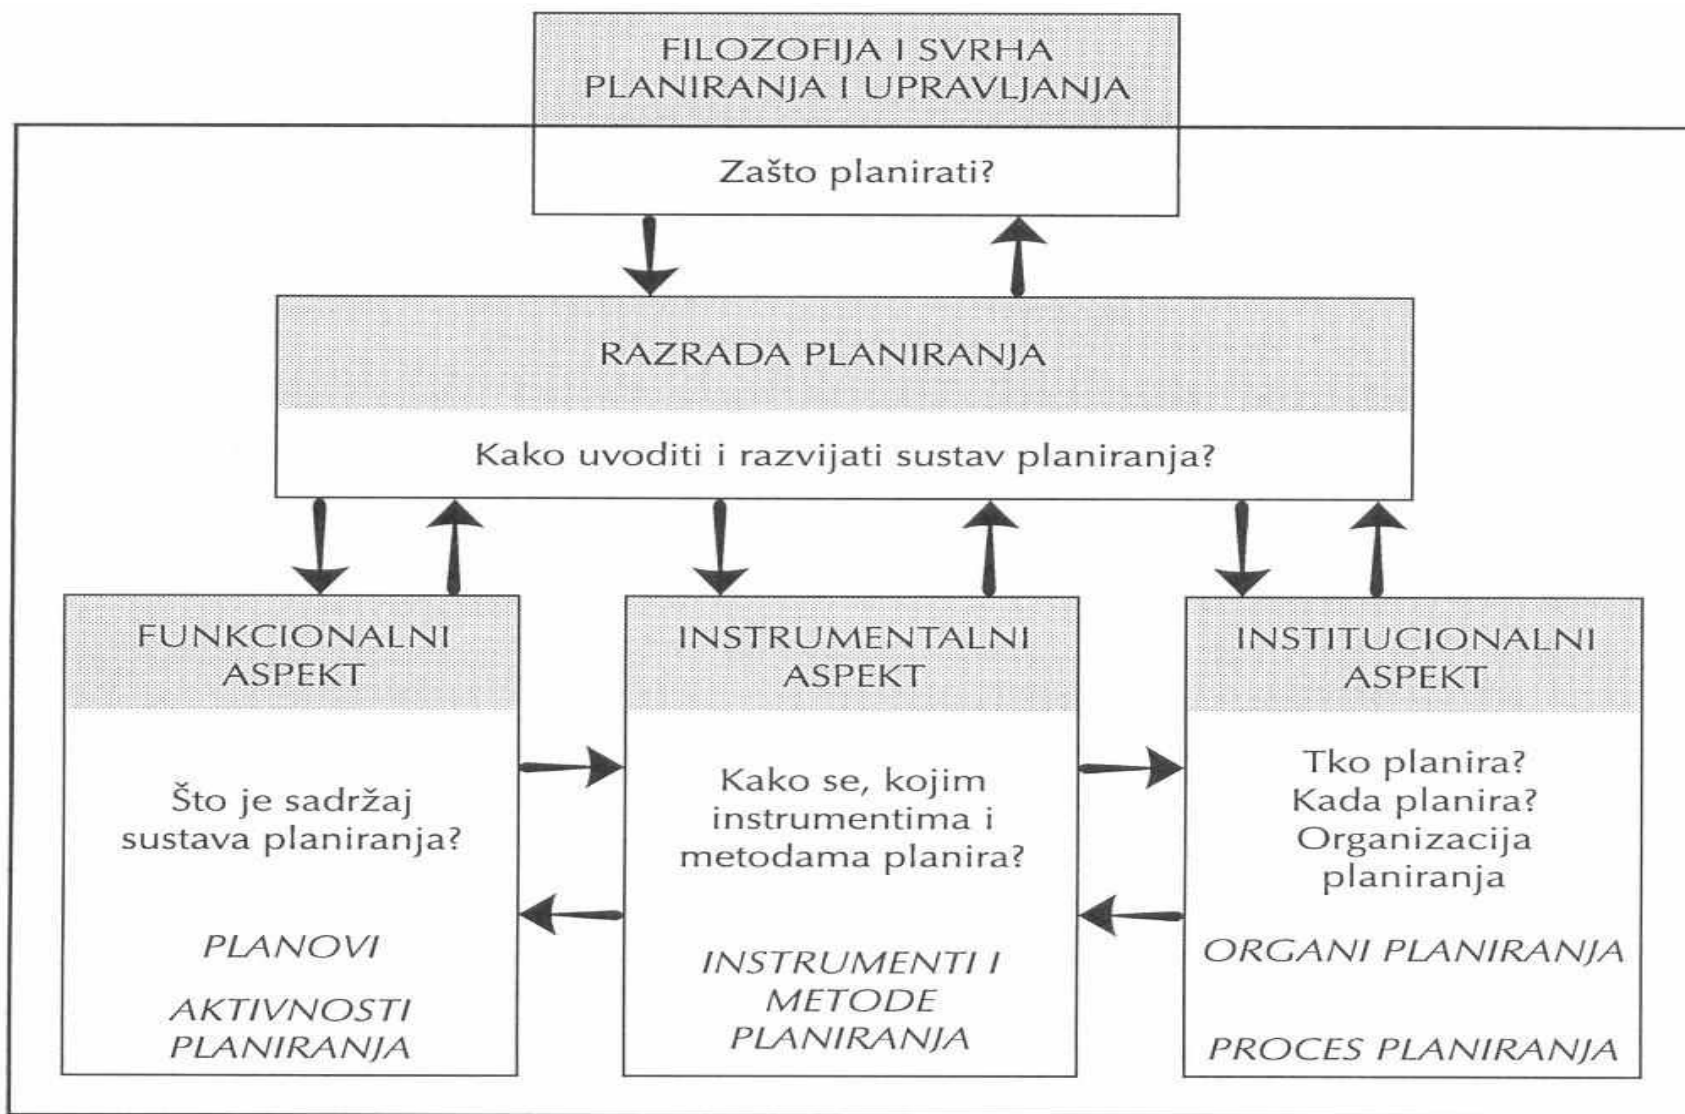 FILOZOFIJA I SVRHA
PLANIRANJA I UPRAVLJANJA
Zašto planirati?
RAZRADA PLANIRANJA
Kako uvoditi i razvijati sustav planiranja?
FUNKCIONALNI
ASPEKT
Što je sadržaj
sustava planiranja?
PLANOVI
AKTIVNOSTI
PLANIRANJA
INSTRUMENTALNI
ASPEKT
Kako se, kojim
instrumentima i
metodama planira?
INSTRUMENTI I
METODE
PLANIRANJA
INSTITUCIONALNI
ASPEKT
Tko planira?
Kada planira?
Organizacija
planiranja
ORGANI PLANIRANJA
PROCES PLANIRANJA